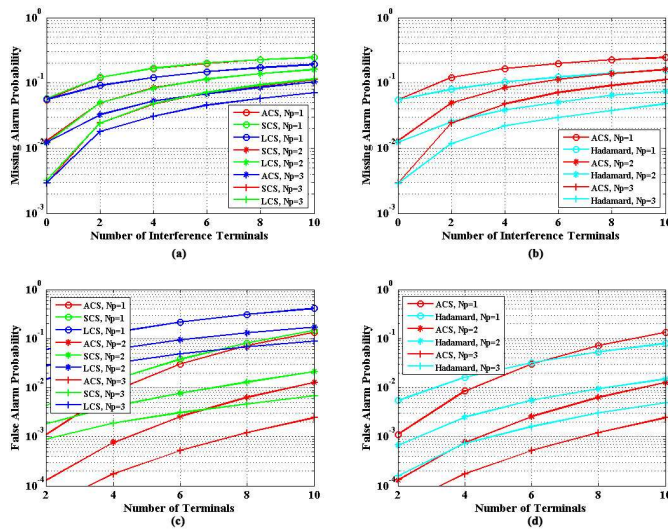 Missing Alarm Probability
10^0
10^-1
10^-2
10^-3
ACS, Np=1
SCS, Np=1
LCS, Np=1
SCS, Np=2
LCS, Np=2
ACS, Np=3
SCS, Np=3
LCS, Np=3
0 2 4 6 8 10
Number of Interference Terminals
(a)
Missing Alarm Probability
10^0
10^-1
10^-2
10^-3
ACS, Np=1
Hadamard, Np=1
ACS, Np=2
Hadamard, Np=2
ACS, Np=3
Hadamard, Np=3
0 2 4 6 8 10
Number of Interference Terminals
(b)
False Alarm Probability
10^0
10^-1
10^-2
10^-3
10^-4
ACS, Np=1
SCS, Np=1
LCS, Np=1
ACS, Np=2
SCS, Np=2
LCS, Np=2
ACS, Np=3
SCS, Np=3
LCS, Np=3
2 4 6 8 10
Number of Terminals
(c)
False Alarm Probability
10^0
10^-1
10^-2
10^-3
10^-4
ACS, Np=1
Hadamard, Np=1
ACS, Np=2
Hadamard, Np=2
ACS, Np=3
Hadamard, Np=3
2 4 6 8 10
Number of Terminals
(d)